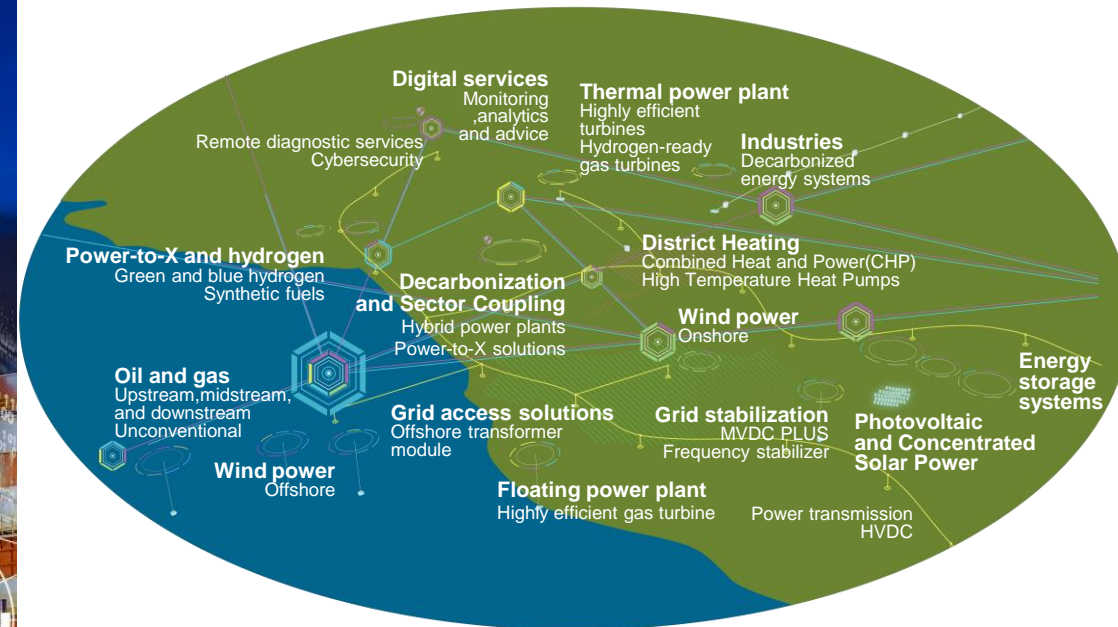 Digital services
Monitoring
,analytics
and advice
Remote diagnostic services
Cybersecurity
Thermal power plant
Highly efficient
turbines
Hydrogen-ready
gas turbines
Industries
Decarbonized
energy systems
Power-to-X and hydrogen
Green and blue hydrogen
Synthetic fuels
Decarbonization
and Sector Coupling
Hybrid power plants
Power-to-X solutions
District Heating
Combined Heat and Power(CHP)
High Temperature Heat Pumps
Wind power
Onshore
Energy
storage
systems
Oil and gas
Upstream,midstream,
and downstream
Unconventional
Wind power
Offshore
Grid access solutions
Offshore transformer
module
Grid stabilization
MVDC PLUS
Frequency stabilizer
Photovoltaic
and Concentrated
Solar Power
Floating power plant
Highly efficient gas turbine
Power transmission
HVDC